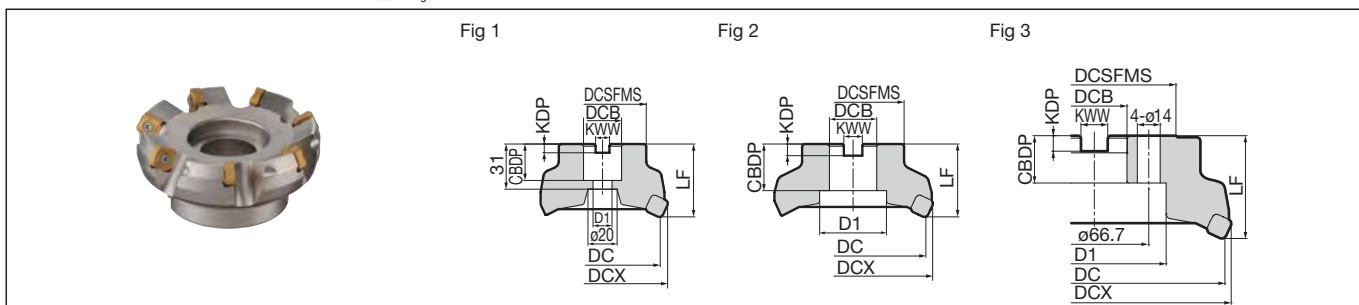 Fig 1
Fig 2
Fig 3
DCSFMS
DCB
KWW
KDP
31
CBDP
LF
D1
ø20
DC
DCX
DCSFMS
DCB
KWW
KDP
CBDP
LF
D1
DC
DCX
DCSFMS
DCB
KWW
4-ø14
KDP
CBDP
LF
ø66.7
D1
DC
DCX